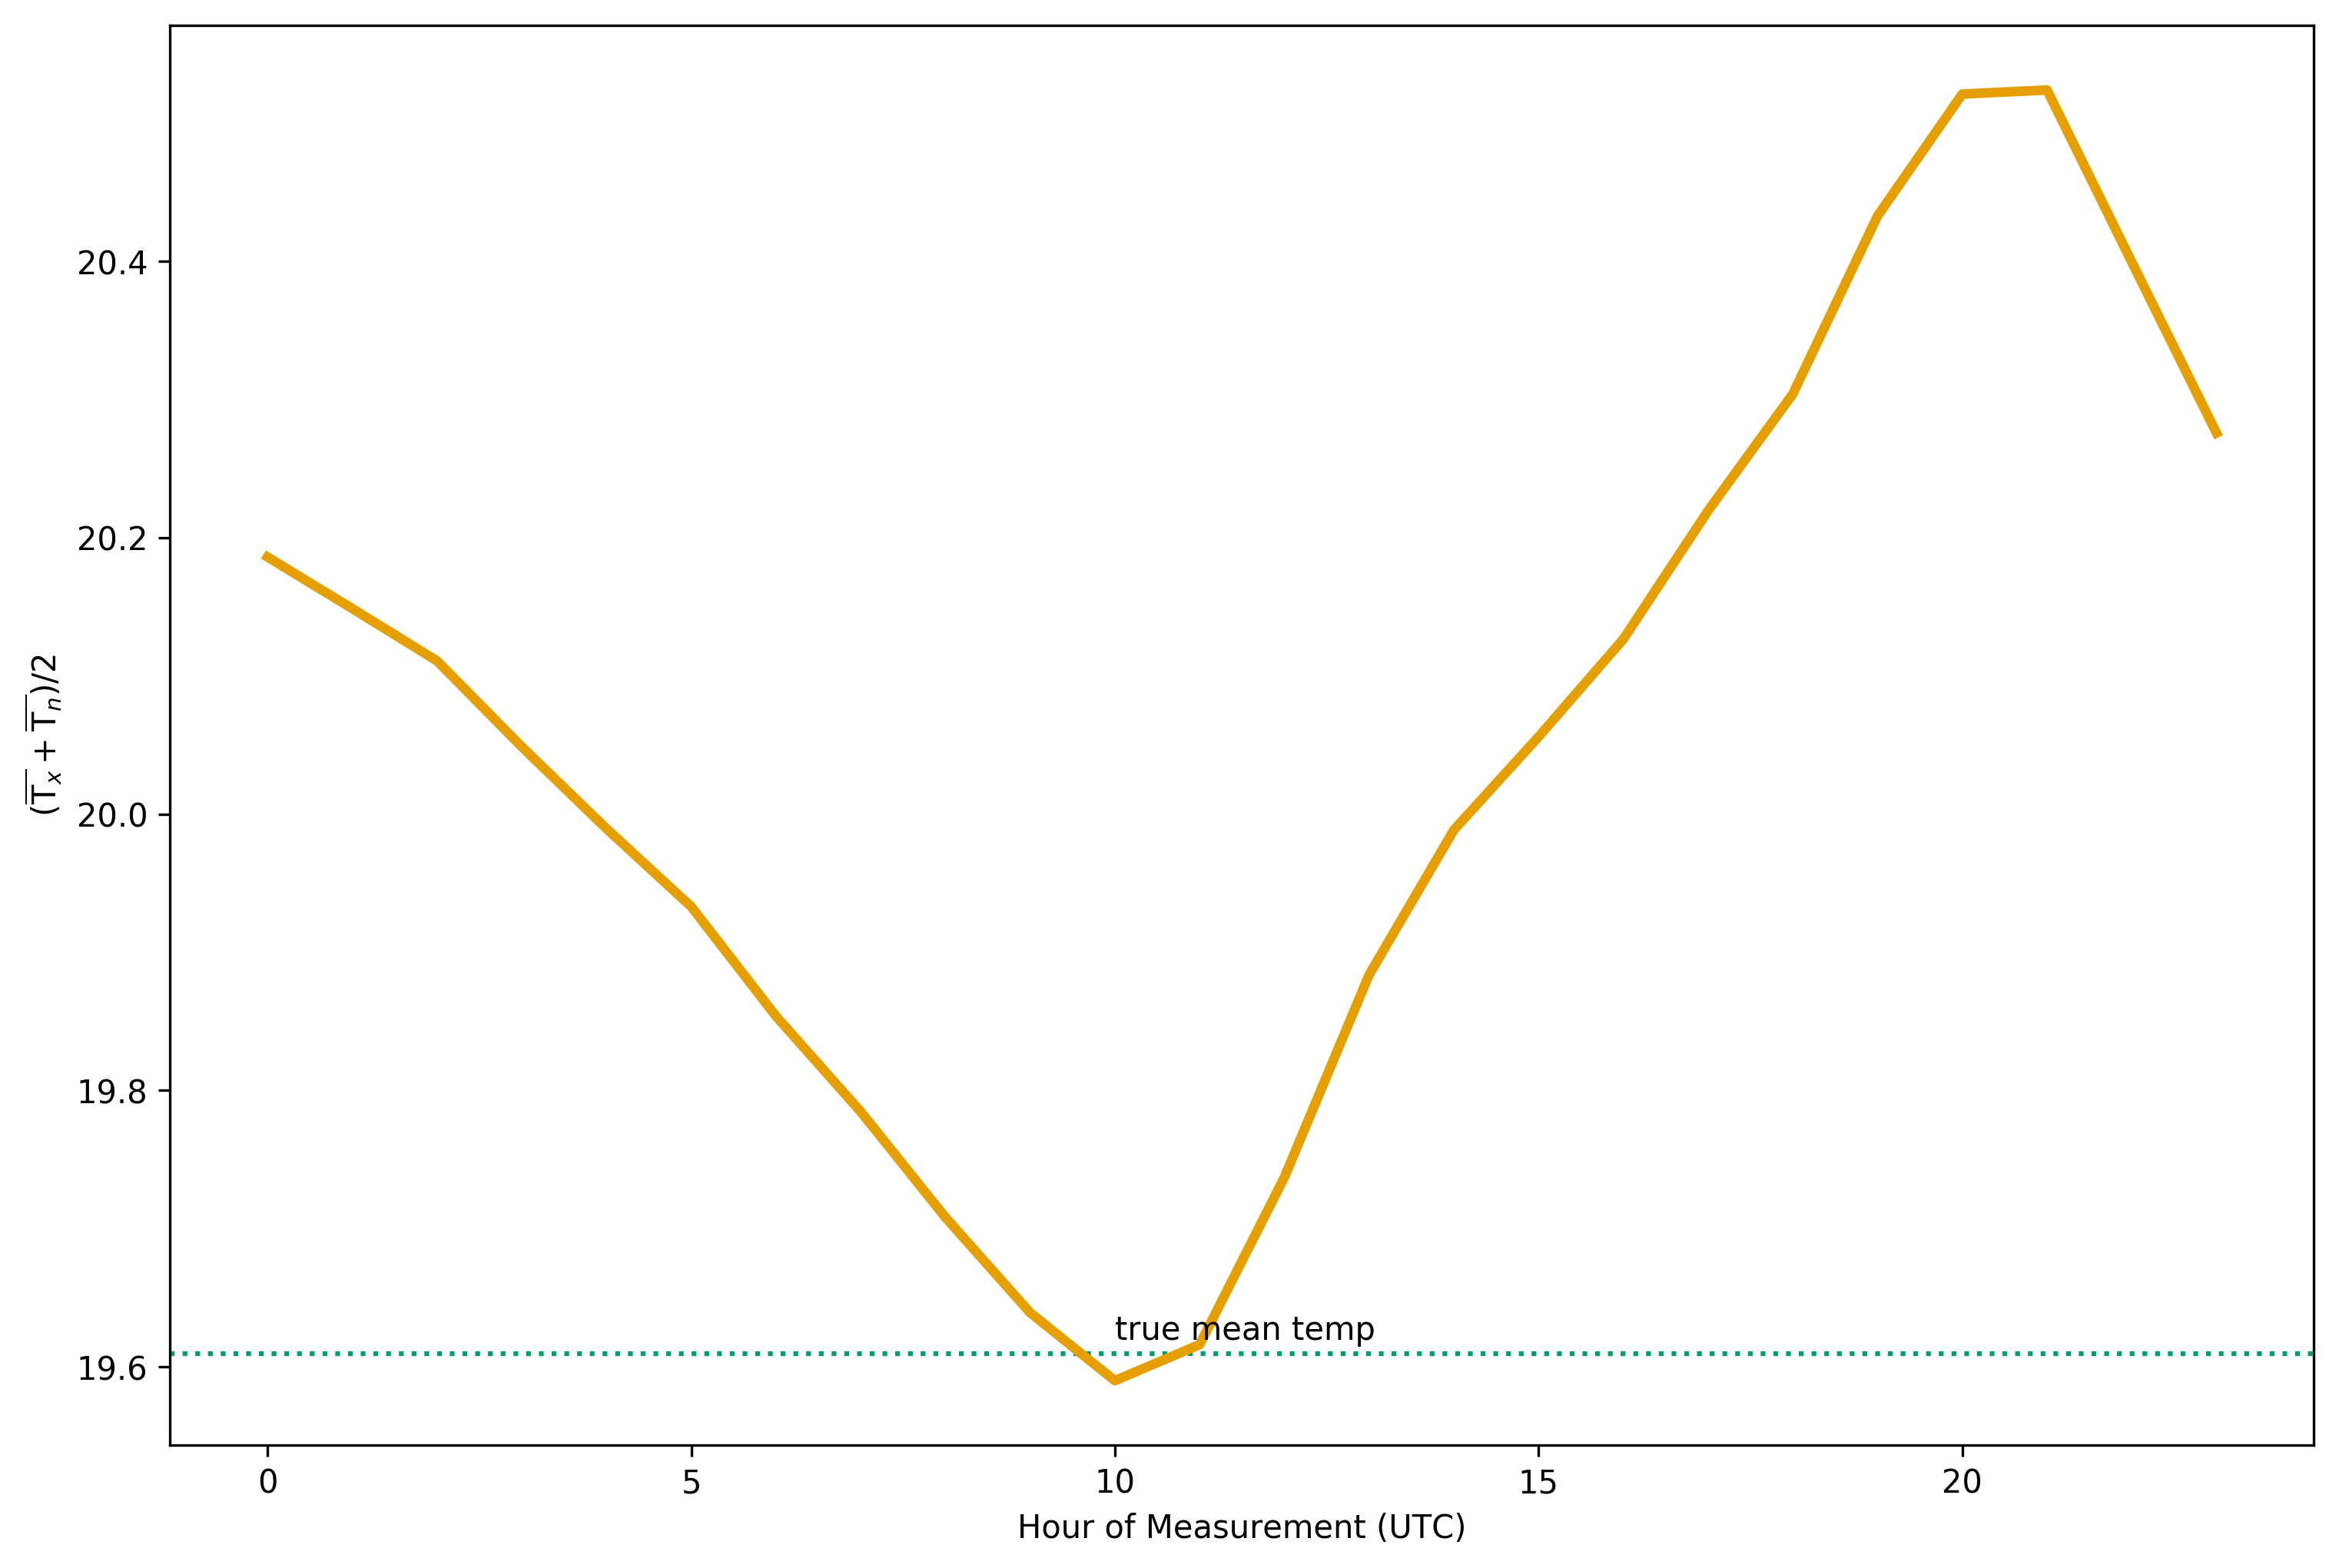 20.4
20.2
20.0
19.8
19.6
(T̅ₓ + T̅ₙ)/2
true mean temp
0 5 10 15 20
Hour of Measurement (UTC)